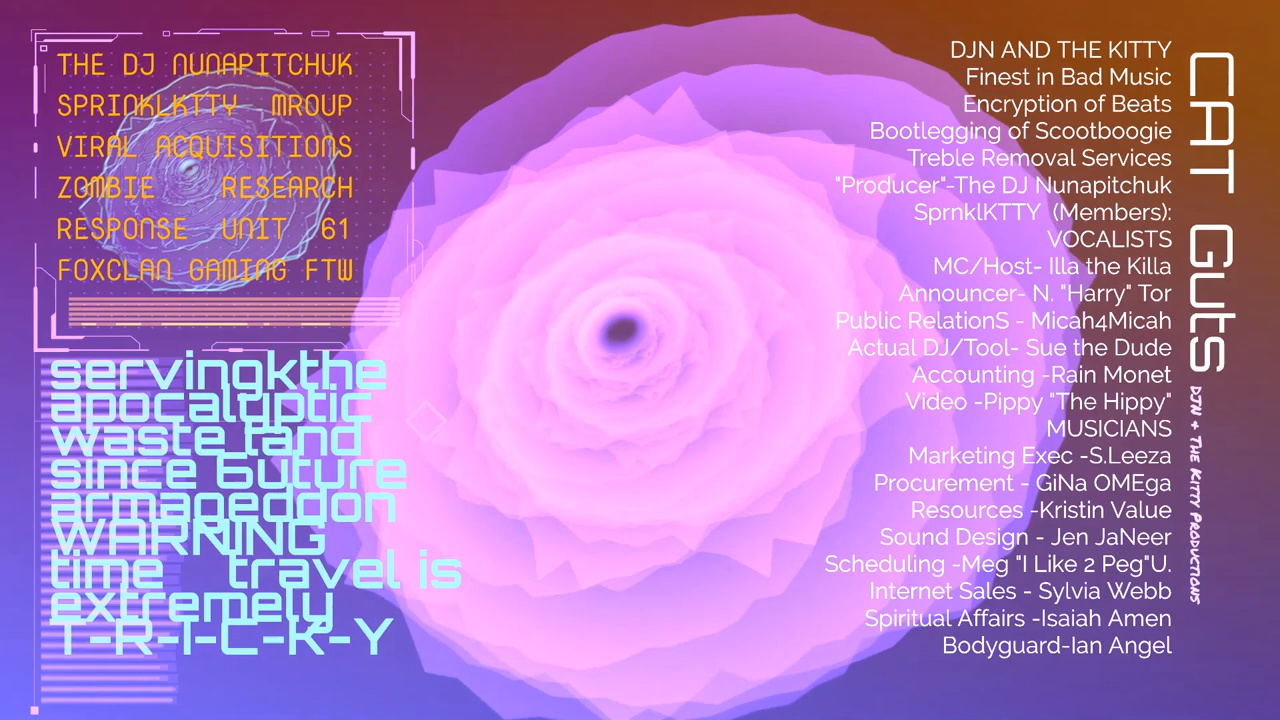 THE DJ NUNAPITCHUK
SPRINKLKTTY MROUP
VIRAL ACQUISITIONS
ZOMBIE RESEARCH
RESPONSE UNIT 61
FOXCLAN GAMING FTW
servingkthe
apocalyptic
waste land
since buture
armageddon
WARNING
time travel is
extremely
T-R-I-C-K-Y
DJN AND THE KITTY
Finest in Bad Music
Encryption of Beats
Bootlegging of Scootboogie
Treble Removal Services
"Producer"-The DJ Nunapitchuk
SprnklKTTY (Members):
VOCALISTS
MC/Host- Illa the Killa
Announcer- N. "Harry" Tor
Public RelationS - Micah4Micah
Actual DJ/Tool- Sue the Dude
Accounting -Rain Monet
Video -Pippy "The Hippy"
MUSICIANS
Marketing Exec -S.Leeza
Procurement - GiNa OMEga
Resources -Kristin Value
Sound Design - Jen JaNeer
Scheduling -Meg "I Like 2 Peg"U.
Internet Sales - Sylvia Webb
Spiritual Affairs -Isaiah Amen
Bodyguard-Ian Angel
CAT Guts
DJN + The Kitty Productions